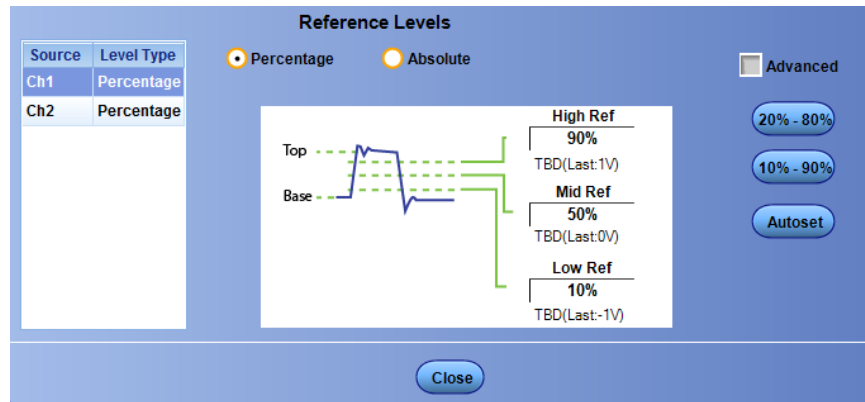 Reference Levels
Source Level Type
Ch1 Percentage
Ch2 Percentage
Percentage Absolute
Top
Base
High Ref
90%
TBD(Last:1V)
Mid Ref
50%
TBD(Last:0V)
Low Ref
10%
TBD(Last:-1V)
Advanced
20% - 80%
10% - 90%
Autoset
Close